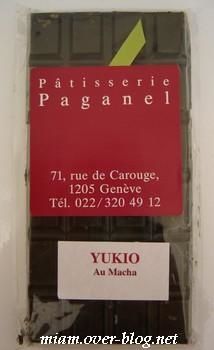 Pâtisserie
Paganel
71, rue de Carouge,
1205 Genève
Tél. 022/320 49 12
YUKIO
Au Macha
miam.over-blog.net